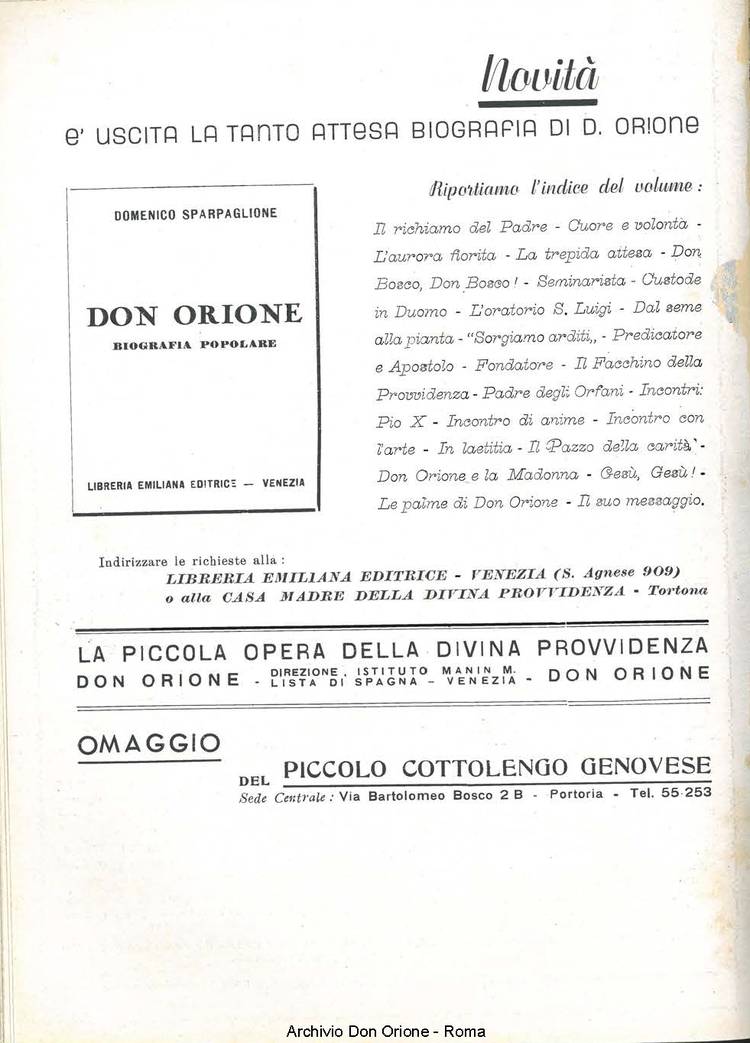 Novità
e' USCITA LA TANTO ATTESA BIOGRAFIA DI D. ORIONE
DOMENICO SPARPAGLIONE
DON ORIONE
BIOGRAFIA POPOLARE
LIBRERIA EMILIANA EDITRICE — VENEZIA
Riportiamo l'indice del volume :
Il richiamo del Padre - Cuore e volontà -
L'aurora fiorita - La trepida attesa - Don
Bosco, Don Bosco ! - Seminarista - Custode
in Duomo - L'oratorio S. Luigi - Dal seme
alla pianta - "Sorgiamo arditi,, - Predicatore
e Apostolo - Fondatore - Il Facchino della
Provvidenza - Padre degli Orfani - Incontri:
Pio X - Incontro di anime - Incontro con
l'arte - In laetitia - Il Pazzo della carità -
Don Orione e la Madonna - Gesù, Gesù ! -
Le palme di Don Orione - Il suo messaggio.
Indirizzare le richieste alla :
LIBRERIA EMILIANA EDITRICE - VENEZIA (S. Agnese 909)
o alla CASA MADRE DELLA DIVINA PROVVIDENZA - Tortona
LA PICCOLA OPERA DELLA DIVINA PROVVIDENZA
DON ORIONE - DIREZIONE, ISTITUTO MANIN M. LISTA DI SPAGNA - VENEZIA - DON ORIONE
OMAGGIO
DEL PICCOLO COTTOLENGO GENOVESE
Sede Centrale : Via Bartolomeo Bosco 2 B - Portoria - Tel. 55-253
Archivio Don Orione - Roma